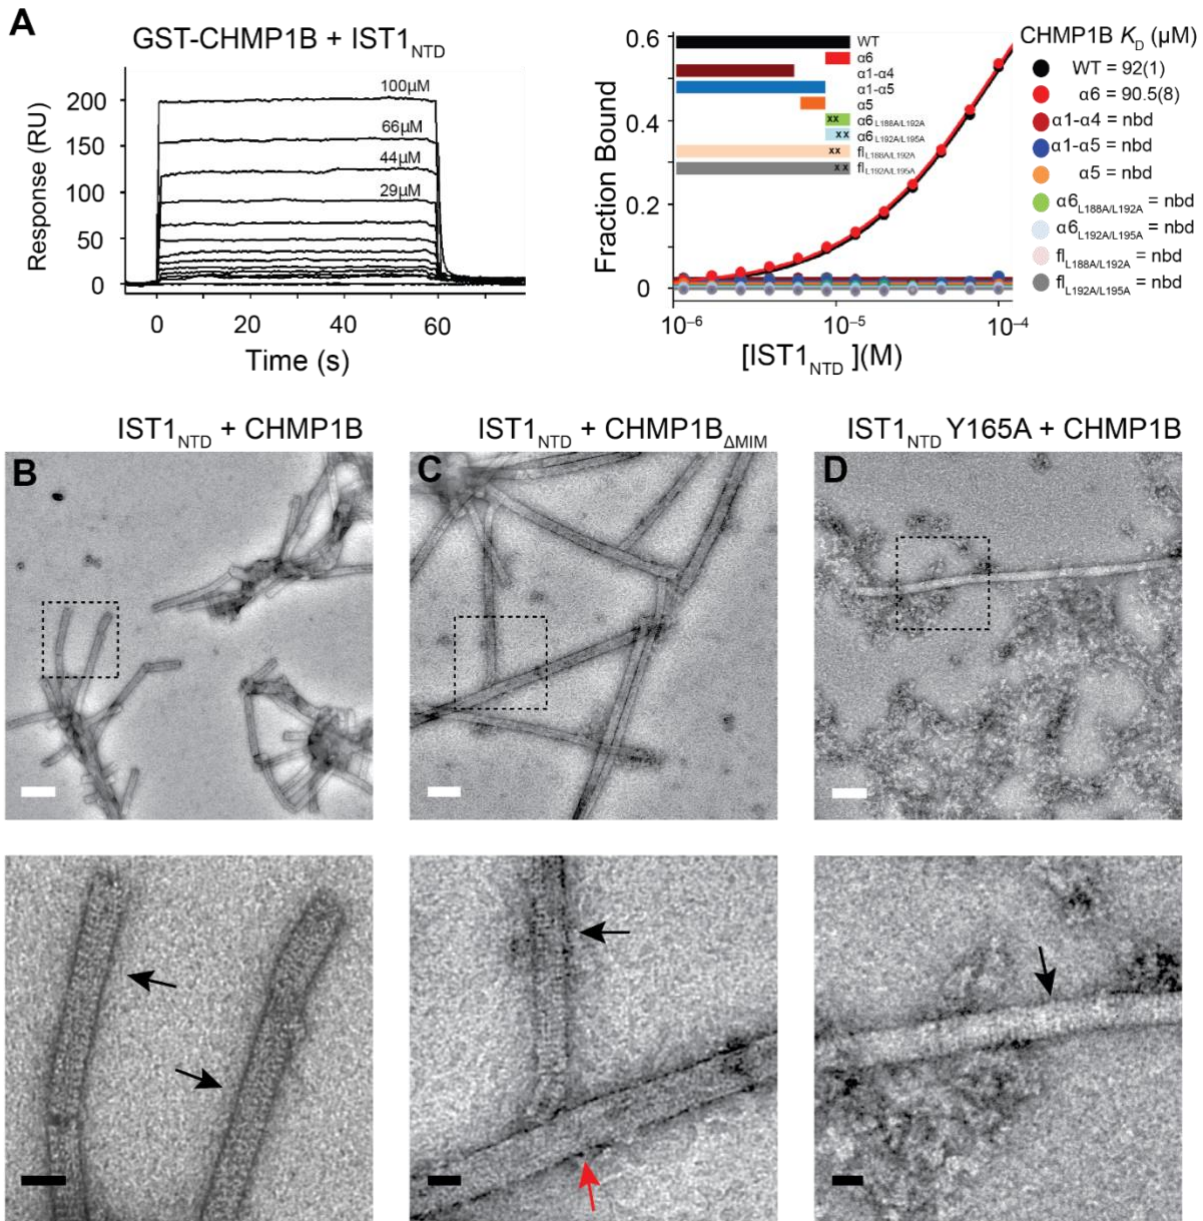 A
GST-CHMP1B + IST1NTD
Response (RU)
200
150
100
50
0
100µM
66µM
44µM
29µM
0
20
40
60
Time (s)
Fraction Bound
0.6
0.4
0.2
0
WT
α6
α1-α4
α1-α5
α5
α6L188A/L192A
α6L192A/L195A
flL188A/L192A
flL192A/L195A
10⁻⁶
10⁻⁵
10⁻⁴
[IST1NTD ](M)
CHMP1B KD (µM)
WT = 92(1)
α6 = 90.5(8)
α1-α4 = nbd
α1-α5 = nbd
α5 = nbd
α6L188A/L192A = nbd
α6L192A/L195A = nbd
flL188A/L192A = nbd
flL192A/L195A = nbd
IST1NTD + CHMP1B
B
IST1NTD + CHMP1BΔMIM
C
IST1NTD Y165A + CHMP1B
D